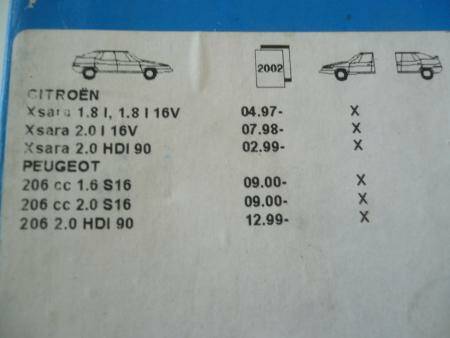 2002
CITROËN
Xsara 1.8 I, 1.8 I 16V 04.97- X
Xsara 2.0 I 16V 07.98- X
Xsara 2.0 HDI 90 02.99- X
PEUGEOT
206 cc 1.6 S16 09.00- X
206 cc 2.0 S16 09.00- X
206 2.0 HDI 90 12.99- X